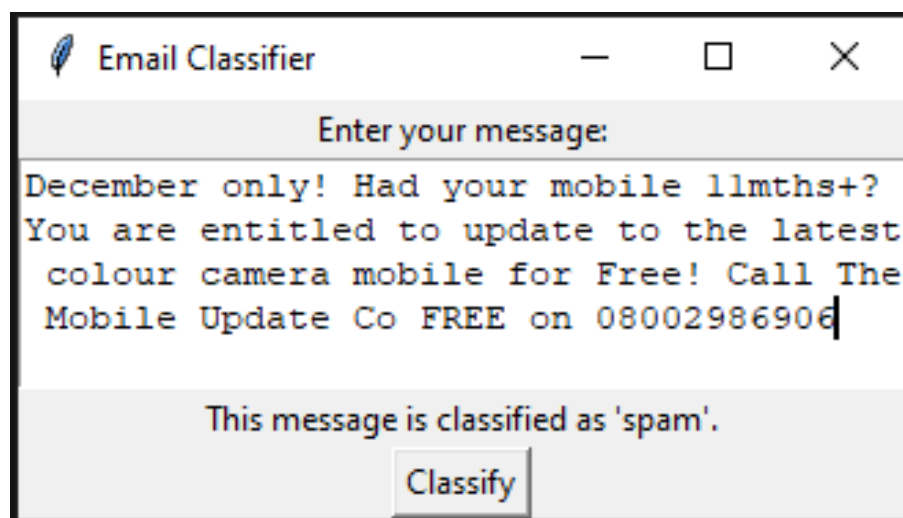 Email Classifier
Enter your message:
December only! Had your mobile 11mths+?
You are entitled to update to the latest
colour camera mobile for Free! Call The
Mobile Update Co FREE on 08002986906
This message is classified as 'spam'.
Classify